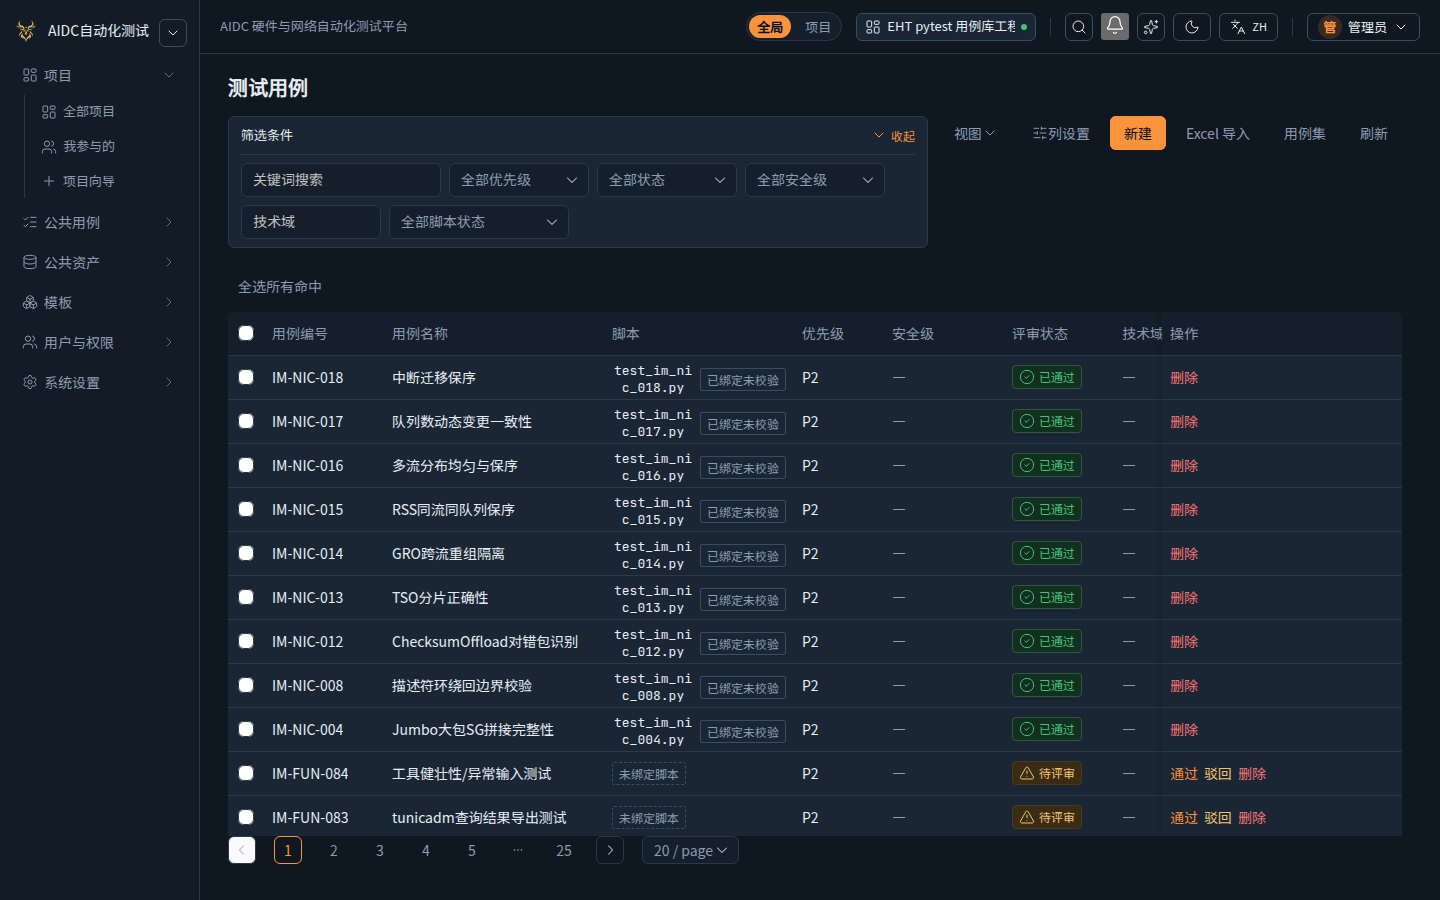 AIDC自动化测试
AIDC 硬件与网络自动化测试平台
全局
项目
EHT pytest 用例库工程
ZH
管 管理员
项目
全部项目
我参与的
项目向导
公共用例
公共资产
模板
用户与权限
系统设置
测试用例
筛选条件
收起
关键词搜索
全部优先级
全部状态
全部安全级
技术域
全部脚本状态
视图
列设置
新建
Excel 导入
用例集
刷新
全选所有命中
用例编号 用例名称 脚本 优先级 安全级 评审状态 技术域 操作
IM-NIC-018 中断迁移保序 test_im_ni 已绑定未校验 P2 — 已通过 — 删除
c_018.py
IM-NIC-017 队列数动态变更一致性 test_im_ni 已绑定未校验 P2 — 已通过 — 删除
c_017.py
IM-NIC-016 多流分布均匀与保序 test_im_ni 已绑定未校验 P2 — 已通过 — 删除
c_016.py
IM-NIC-015 RSS同流同队列保序 test_im_ni 已绑定未校验 P2 — 已通过 — 删除
c_015.py
IM-NIC-014 GRO跨流重组隔离 test_im_ni 已绑定未校验 P2 — 已通过 — 删除
c_014.py
IM-NIC-013 TSO分片正确性 test_im_ni 已绑定未校验 P2 — 已通过 — 删除
c_013.py
IM-NIC-012 ChecksumOffload对错包识别 test_im_ni 已绑定未校验 P2 — 已通过 — 删除
c_012.py
IM-NIC-008 描述符环绕回边界校验 test_im_ni 已绑定未校验 P2 — 已通过 — 删除
c_008.py
IM-NIC-004 Jumbo大包SG拼接完整性 test_im_ni 已绑定未校验 P2 — 已通过 — 删除
c_004.py
IM-FUN-084 工具健壮性/异常输入测试 未绑定脚本 P2 — 待评审 — 通过 驳回 删除
IM-FUN-083 tunicadm查询结果导出测试 未绑定脚本 P2 — 待评审 — 通过 驳回 删除
1 2 3 4 5 ··· 25 20 / page